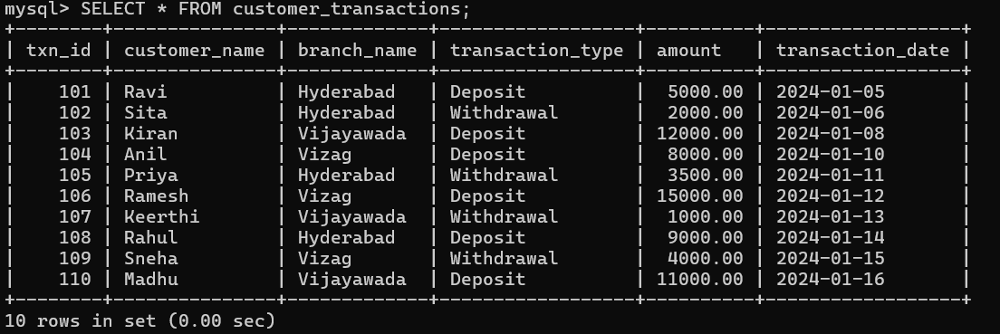 mysql> SELECT * FROM customer_transactions;
+--------+---------------+-------------+------------------+----------+------------------+
| txn_id | customer_name | branch_name | transaction_type | amount   | transaction_date |
+--------+---------------+-------------+------------------+----------+------------------+
|    101 | Ravi          | Hyderabad   | Deposit          |  5000.00 | 2024-01-05       |
|    102 | Sita          | Hyderabad   | Withdrawal       |  2000.00 | 2024-01-06       |
|    103 | Kiran         | Vijayawada  | Deposit          | 12000.00 | 2024-01-08       |
|    104 | Anil          | Vizag       | Deposit          |  8000.00 | 2024-01-10       |
|    105 | Priya         | Hyderabad   | Withdrawal       |  3500.00 | 2024-01-11       |
|    106 | Ramesh        | Vizag       | Deposit          | 15000.00 | 2024-01-12       |
|    107 | Keerthi       | Vijayawada  | Withdrawal       |  1000.00 | 2024-01-13       |
|    108 | Rahul         | Hyderabad   | Deposit          |  9000.00 | 2024-01-14       |
|    109 | Sneha         | Vizag       | Withdrawal       |  4000.00 | 2024-01-15       |
|    110 | Madhu         | Vijayawada  | Deposit          | 11000.00 | 2024-01-16       |
+--------+---------------+-------------+------------------+----------+------------------+
10 rows in set (0.00 sec)